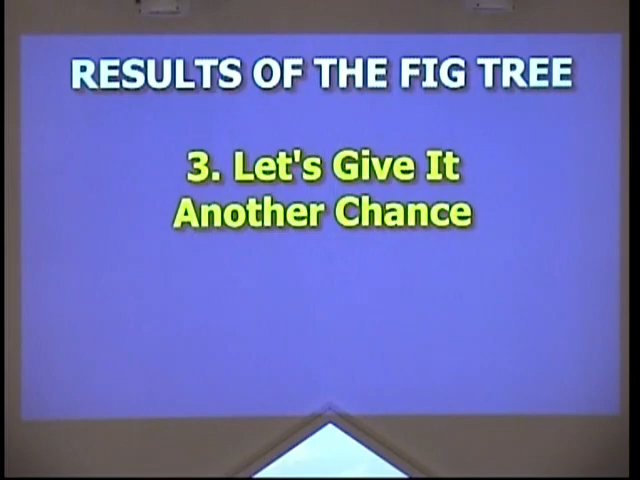 RESULTS OF THE FIG TREE
3. Let's Give It
Another Chance